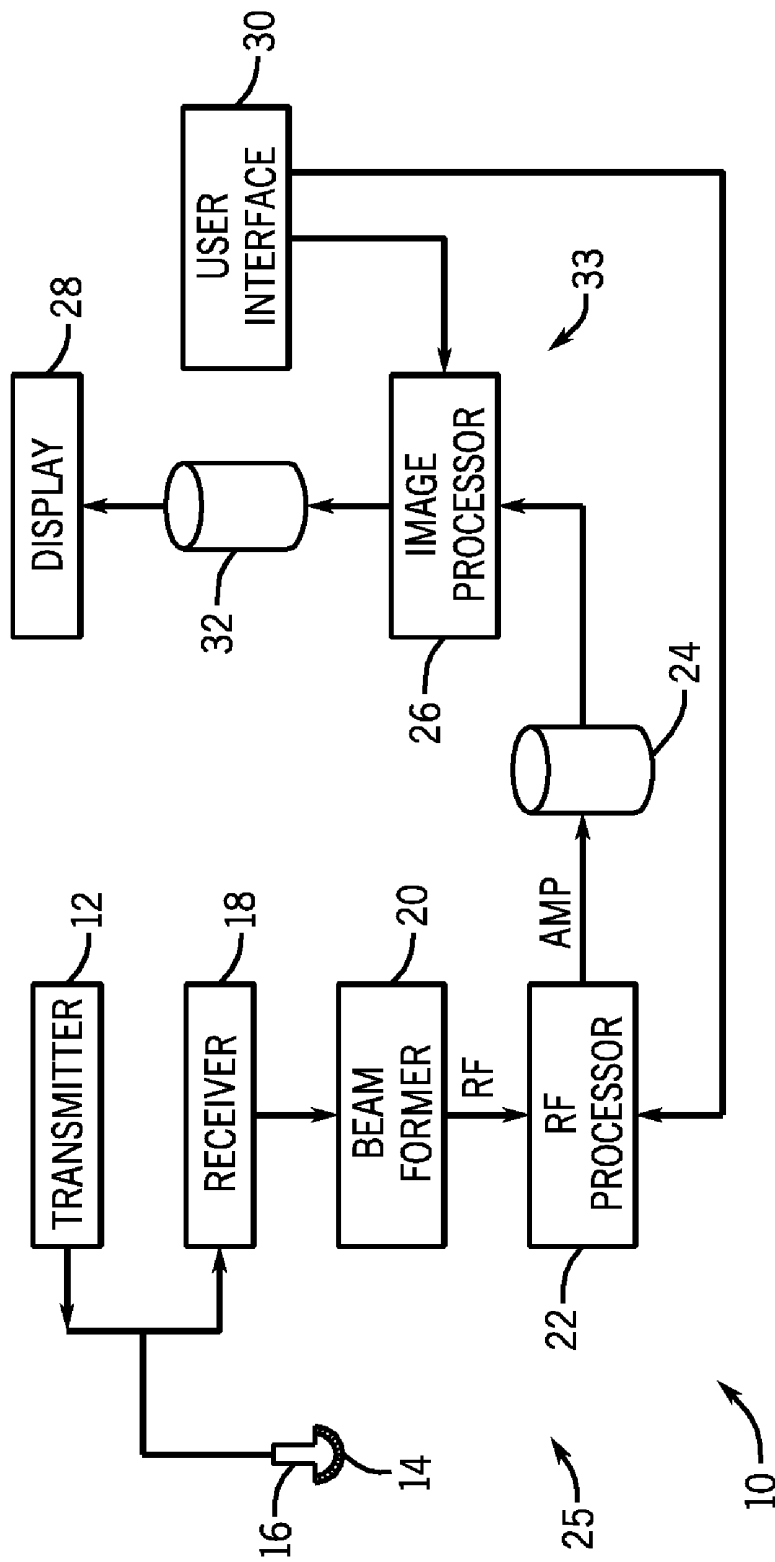 TRANSMITTER
12
RECEIVER
18
BEAM
FORMER
20
RF
RF
PROCESSOR
22
AMP
24
16
14
25
10
DISPLAY
28
32
IMAGE
PROCESSOR
26
USER
INTERFACE
30
33